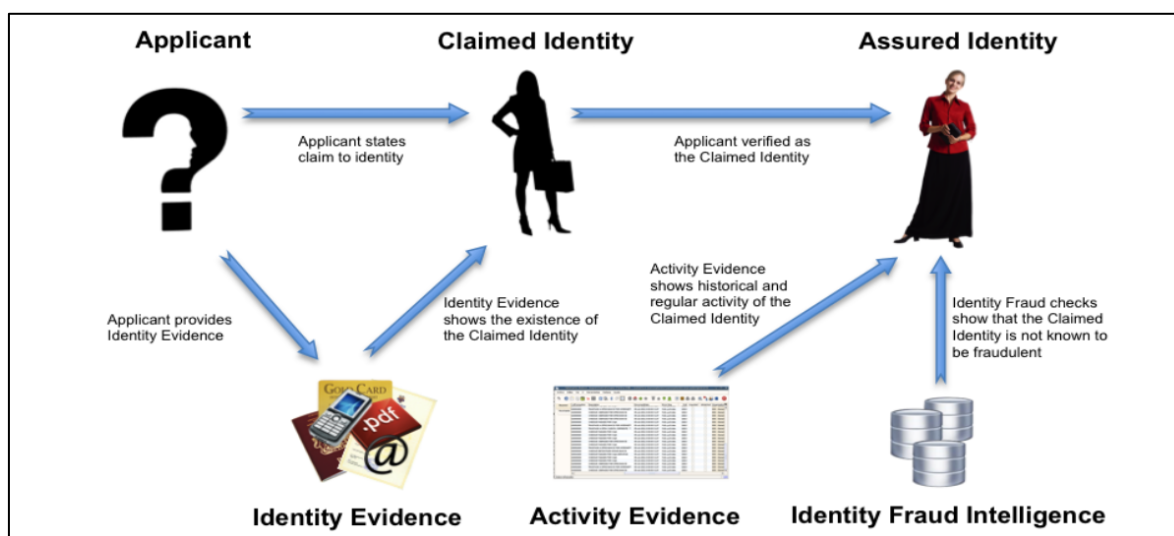 Applicant
Claimed Identity
Assured Identity
Applicant states
claim to identity
Applicant verified as
the Claimed Identity
Applicant provides
Identity Evidence
Identity Evidence
shows the existence of
the Claimed Identity
Activity Evidence
shows historical and
regular activity of the
Claimed Identity
Identity Fraud checks
show that the Claimed
Identity is not known to
be fraudulent
GOLD CARD
.pdf
@
Identity Evidence
Activity Evidence
Identity Fraud Intelligence